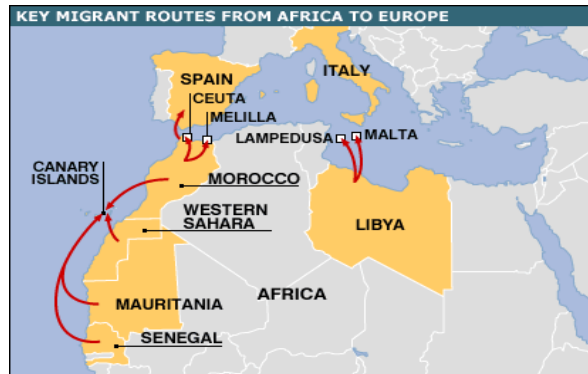 KEY MIGRANT ROUTES FROM AFRICA TO EUROPE
ITALY
SPAIN
CEUTA
MELILLA
LAMPEDUSA
MALTA
CANARY
ISLANDS
MOROCCO
WESTERN
SAHARA
LIBYA
MAURITANIA
AFRICA
SENEGAL